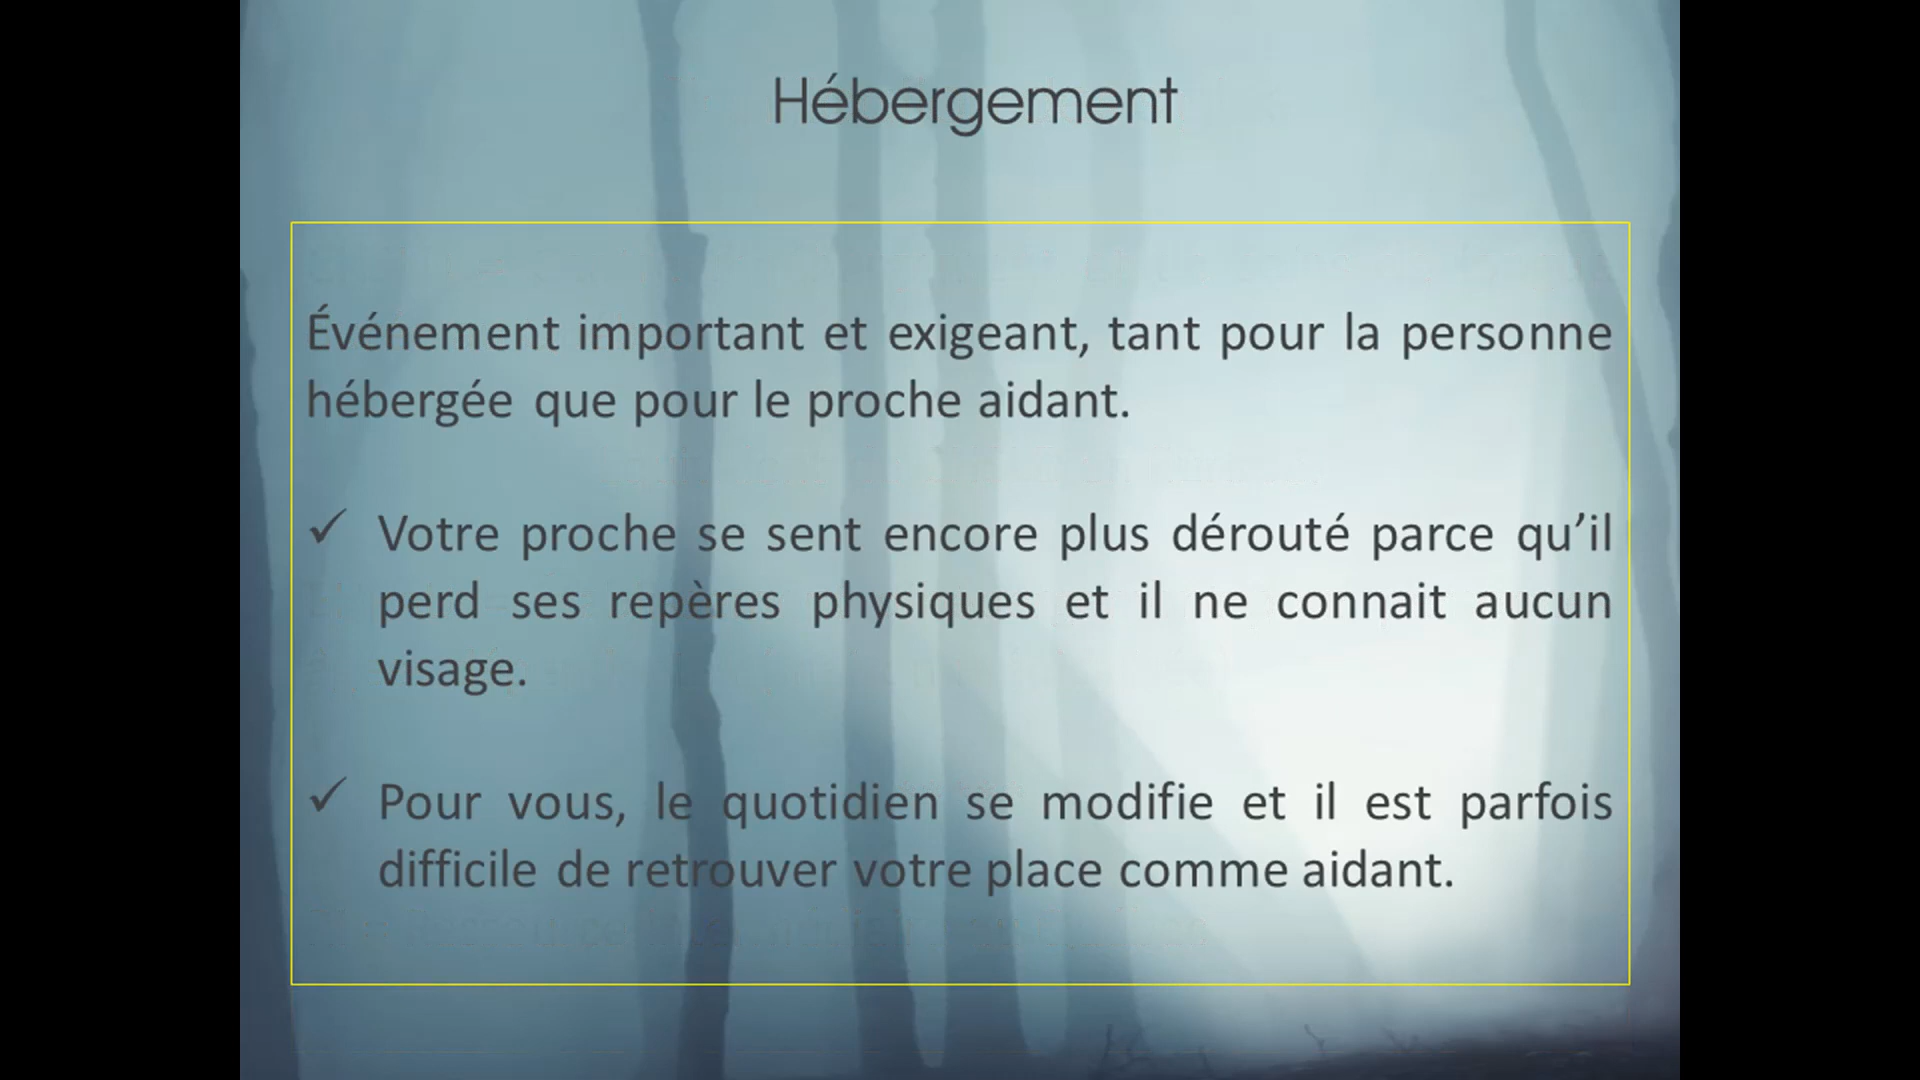 Hébergement
Événement important et exigeant, tant pour la personne
hébergée que pour le proche aidant.
✓ Votre proche se sent encore plus dérouté parce qu’il
perd ses repères physiques et il ne connait aucun
visage.
✓ Pour vous, le quotidien se modifie et il est parfois
difficile de retrouver votre place comme aidant.